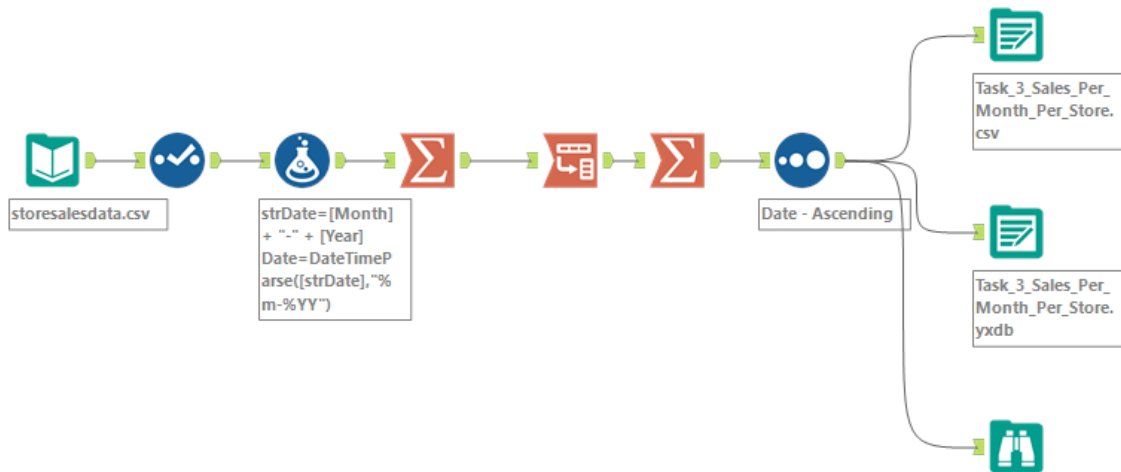 storesalesdata.csv
strDate=[Month]
+ "-" + [Year]
Date=DateTimeP
arse([strDate],"%
m-%YY")
Date - Ascending
Task_3_Sales_Per_
Month_Per_Store.
csv
Task_3_Sales_Per_
Month_Per_Store.
yxdb